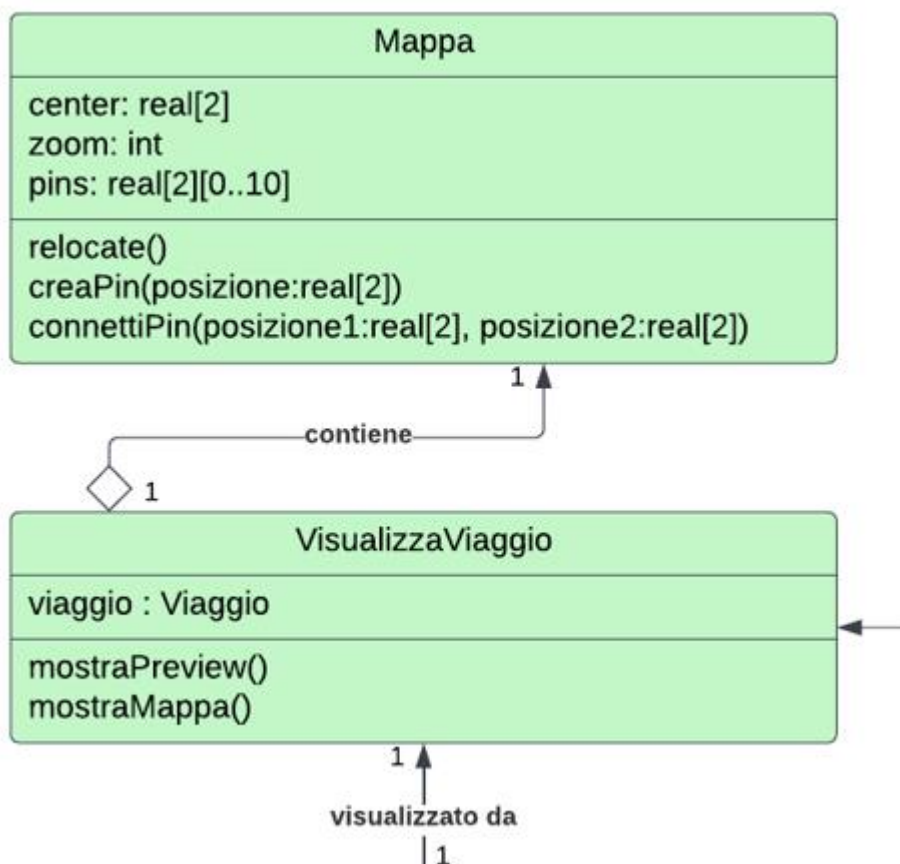 Mappa
center: real[2]
zoom: int
pins: real[2][0..10]
relocate()
creaPin(posizione:real[2])
connettiPin(posizione1:real[2], posizione2:real[2])
1
contiene
1
VisualizzaViaggio
viaggio : Viaggio
mostraPreview()
mostraMappa()
1
visualizzato da
1